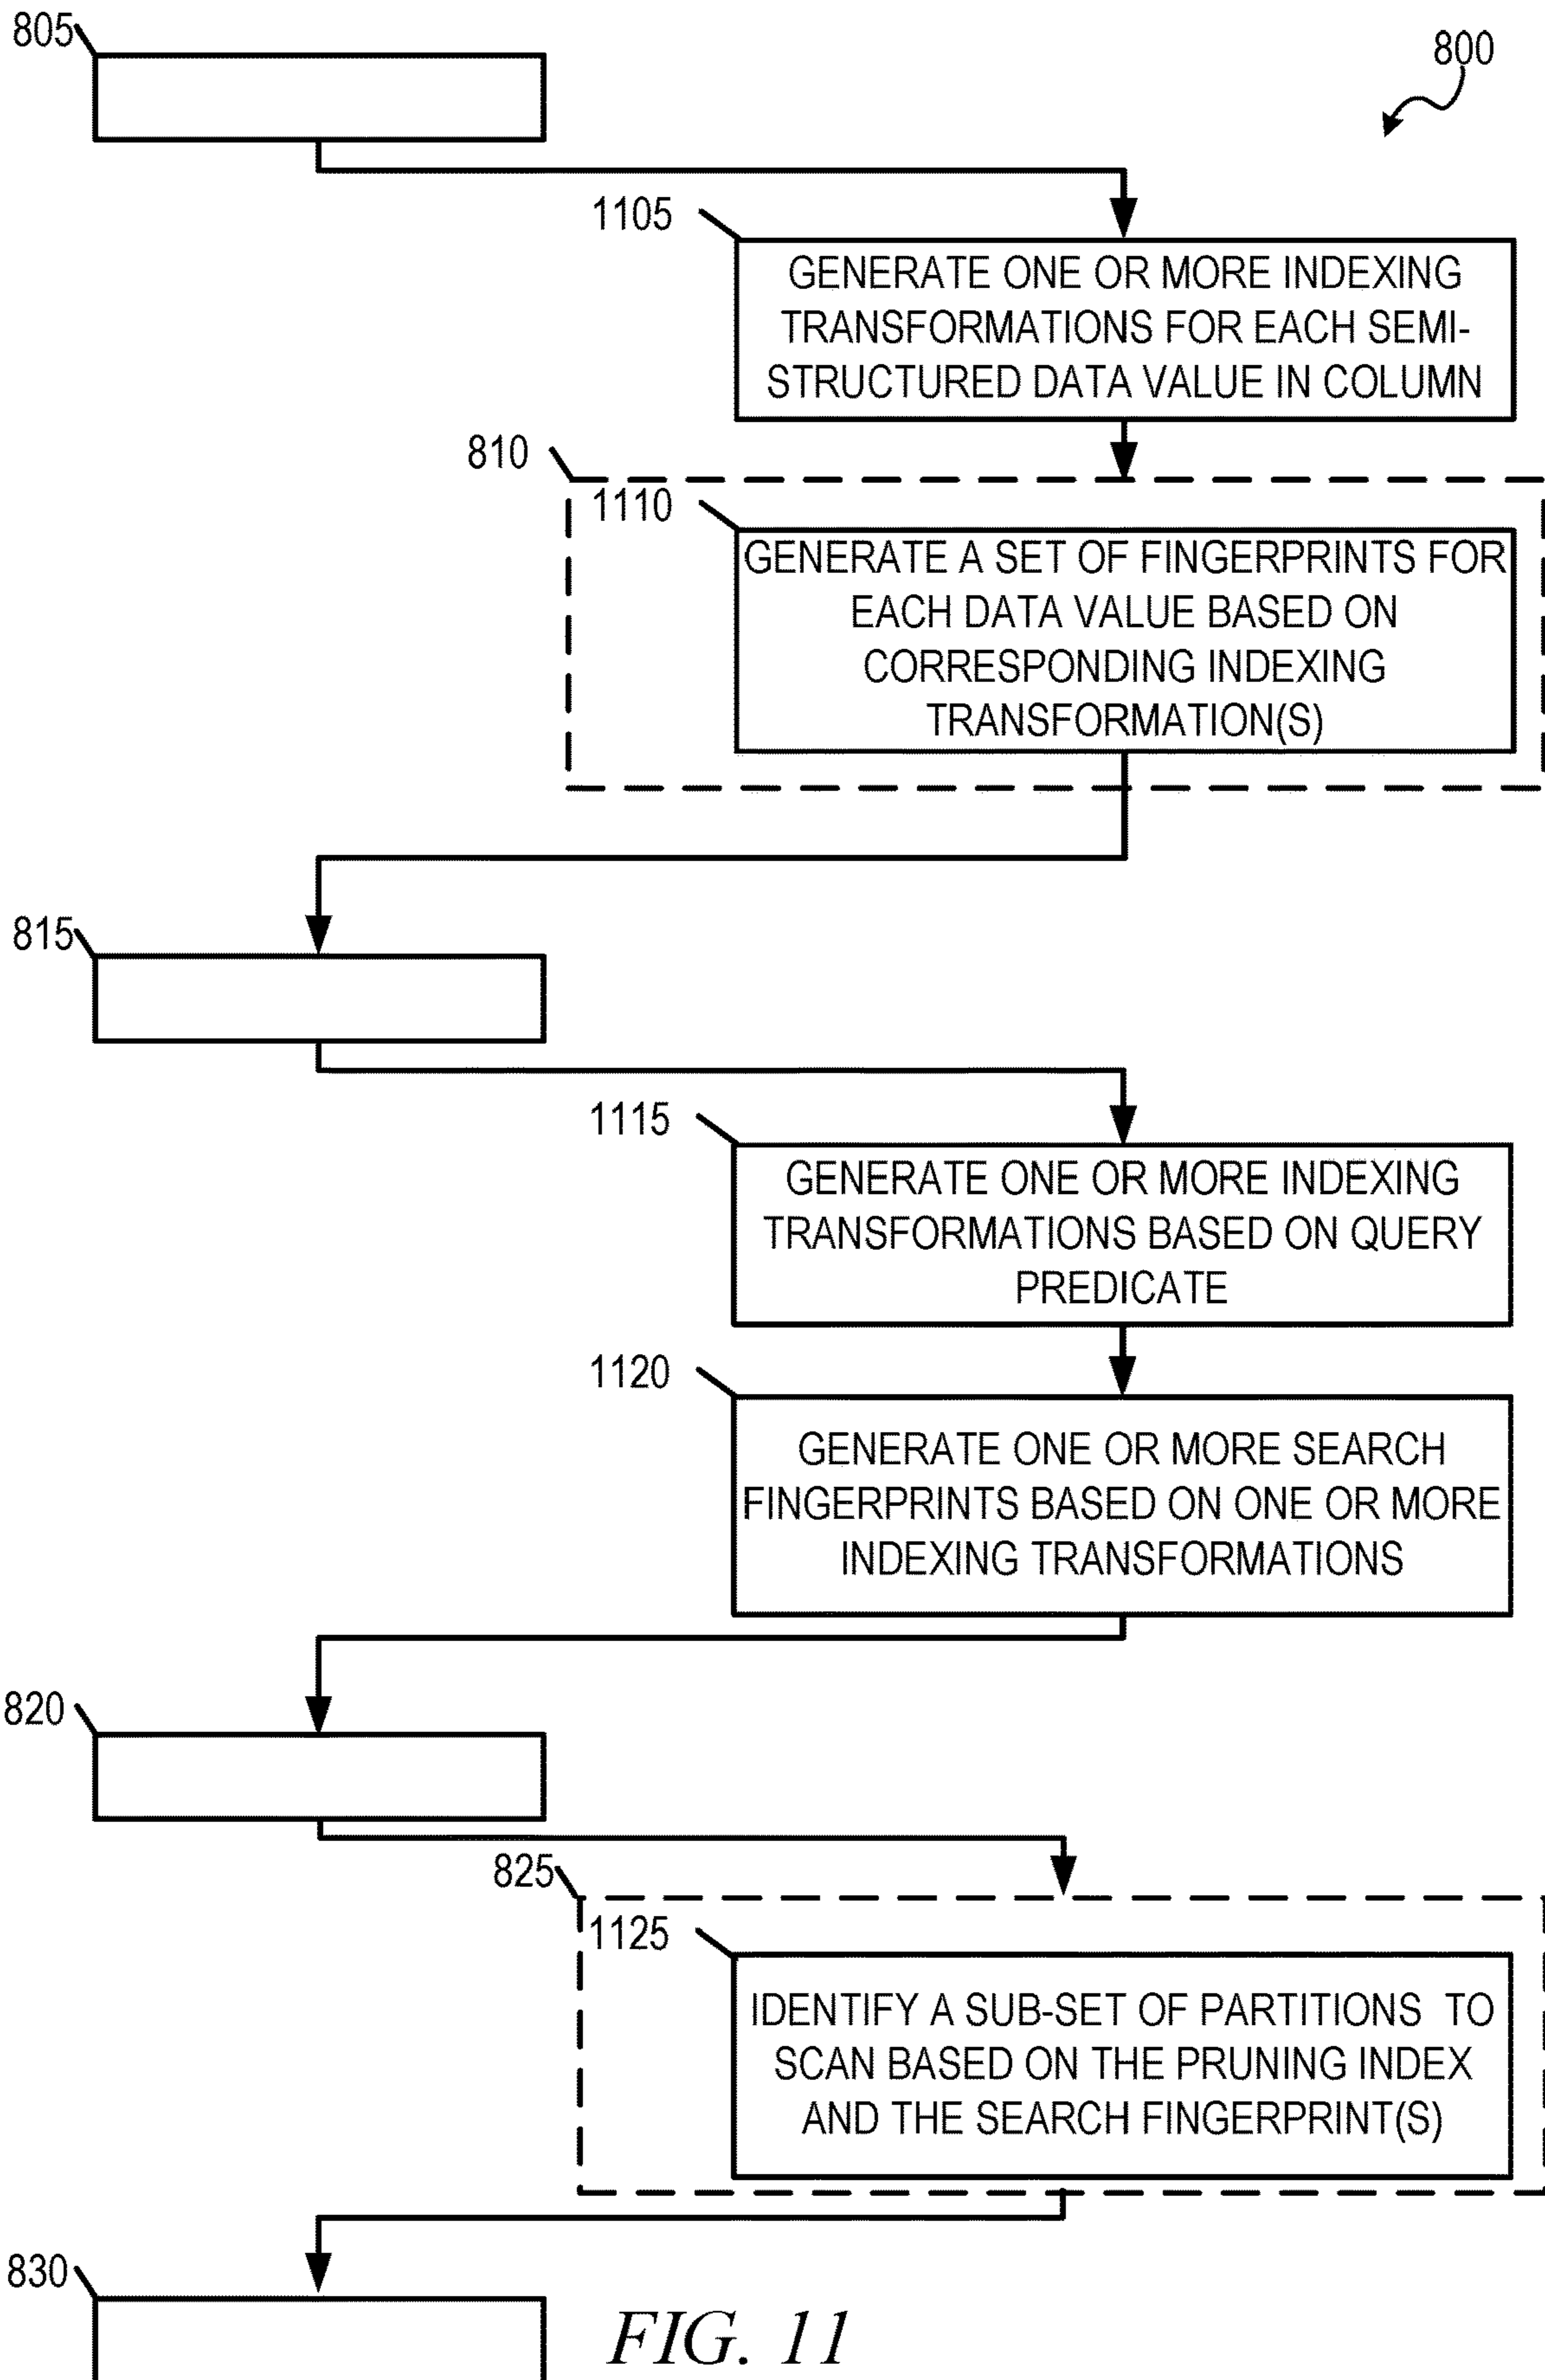 805
800
1105
GENERATE ONE OR MORE INDEXING
TRANSFORMATIONS FOR EACH SEMI-
STRUCTURED DATA VALUE IN COLUMN
810
1110
GENERATE A SET OF FINGERPRINTS FOR
EACH DATA VALUE BASED ON
CORRESPONDING INDEXING
TRANSFORMATION(S)
815
1115
GENERATE ONE OR MORE INDEXING
TRANSFORMATIONS BASED ON QUERY
PREDICATE
1120
GENERATE ONE OR MORE SEARCH
FINGERPRINTS BASED ON ONE OR MORE
INDEXING TRANSFORMATIONS
820
825
1125
IDENTIFY A SUB-SET OF PARTITIONS TO
SCAN BASED ON THE PRUNING INDEX
AND THE SEARCH FINGERPRINT(S)
830
FIG. 11